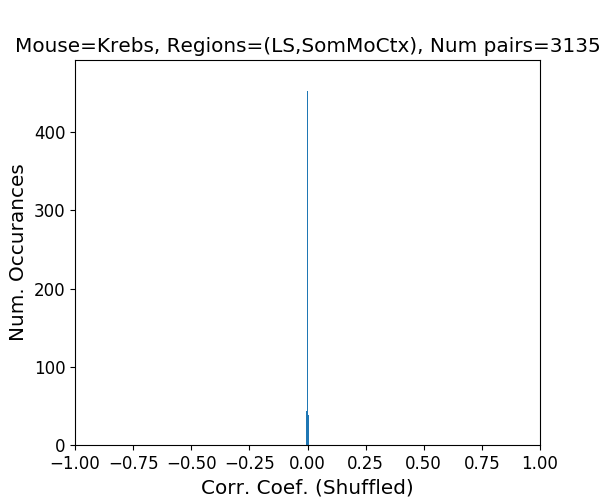 Mouse=Krebs, Regions=(LS,SomMoCtx), Num pairs=3135
400
300
200
100
0
Num. Occurances
−1.00 −0.75 −0.50 −0.25 0.00 0.25 0.50 0.75 1.00
Corr. Coef. (Shuffled)